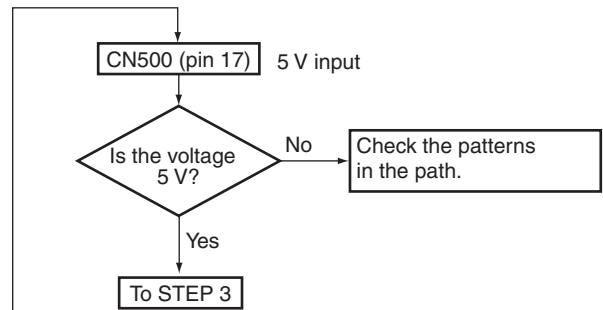 CN500 (pin 17)
5 V input
Is the voltage
5 V?
No
Check the patterns
in the path.
Yes
To STEP 3